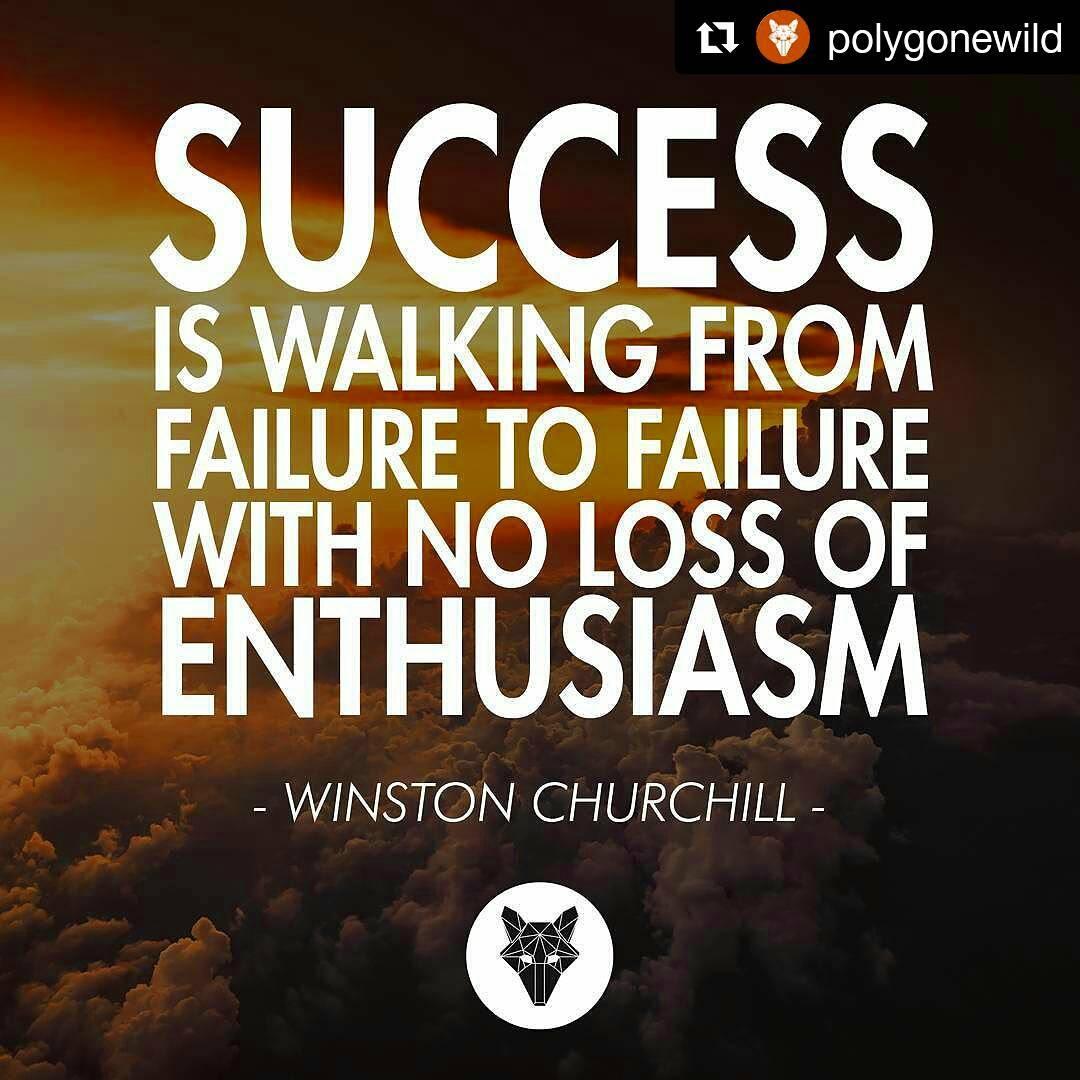 polygonewild
SUCCESS
IS WALKING FROM
FAILURE TO FAILURE
WITH NO LOSS OF
ENTHUSIASM
- WINSTON CHURCHILL -